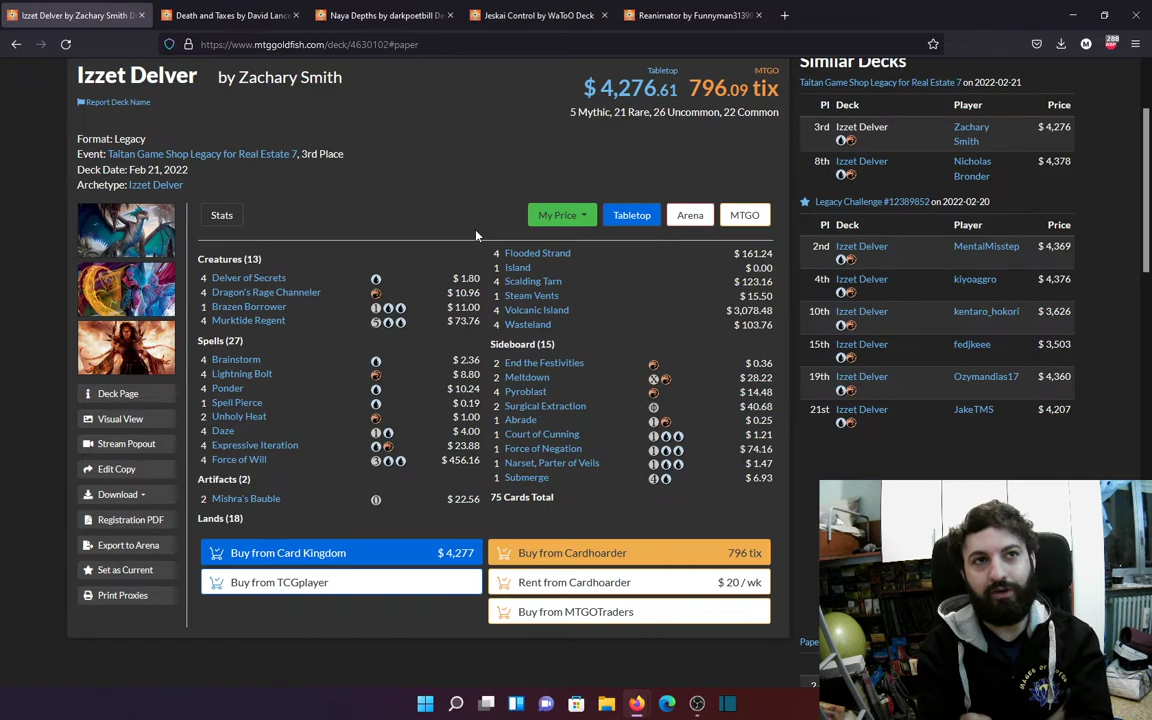 Izzet Delver by Zachary Smith D
Death and Taxes by David Lance
Naya Depths by darkpoetbill De
Jeskai Control by WaToO Deck
Reanimator by Funnyman3139
https://www.mtggoldfish.com/deck/4630102#paper
288
Izzet Delver by Zachary Smith
Report Deck Name
Tabletop MTGO
$ 4,276.61 796.09 tix
5 Mythic, 21 Rare, 26 Uncommon, 22 Common
Format: Legacy
Event: Taitan Game Shop Legacy for Real Estate 7, 3rd Place
Deck Date: Feb 21, 2022
Archetype: Izzet Delver
Stats
My Price
Tabletop
Arena
MTGO
Creatures (13)
4 Delver of Secrets $ 1.80
4 Dragon's Rage Channeler $ 10.96
1 Brazen Borrower 1 $ 11.00
4 Murktide Regent 5 $ 73.76
Spells (27)
4 Brainstorm $ 2.36
4 Lightning Bolt $ 8.80
4 Ponder $ 10.24
1 Spell Pierce $ 0.19
2 Unholy Heat $ 1.00
4 Daze 1 $ 4.00
4 Expressive Iteration $ 23.88
4 Force of Will 3 $ 456.16
Artifacts (2)
2 Mishra's Bauble 0 $ 22.56
Lands (18)
4 Flooded Strand $ 161.24
1 Island $ 0.00
4 Scalding Tarn $ 123.16
1 Steam Vents $ 15.50
4 Volcanic Island $ 3,078.48
4 Wasteland $ 103.76
Sideboard (15)
2 End the Festivities $ 0.36
2 Meltdown X $ 28.22
4 Pyroblast $ 14.48
2 Surgical Extraction $ 40.68
1 Abrade 1 $ 0.25
1 Court of Cunning 1 $ 1.21
1 Force of Negation 1 $ 74.16
1 Narset, Parter of Veils 1 $ 1.47
1 Submerge 4 $ 6.93
75 Cards Total
Deck Page
Visual View
Stream Popout
Edit Copy
Download
Registration PDF
Export to Arena
Set as Current
Print Proxies
Buy from Card Kingdom $ 4,277
Buy from TCGplayer
Buy from Cardhoarder 796 tix
Rent from Cardhoarder $ 20 / wk
Buy from MTGOTraders
Similar Decks
Taitan Game Shop Legacy for Real Estate 7 on 2022-02-21
Pl Deck Player Price
3rd Izzet Delver Zachary Smith $ 4,276
8th Izzet Delver Nicholas Bronder $ 4,378
Legacy Challenge #12389852 on 2022-02-20
Pl Deck Player Price
2nd Izzet Delver MentalMisstep $ 4,369
4th Izzet Delver kiyoaggro $ 4,376
10th Izzet Delver kentaro_hokori $ 3,626
15th Izzet Delver fedjkeee $ 3,503
19th Izzet Delver Ozymandias17 $ 4,360
21st Izzet Delver JakeTMS $ 4,207
Pape